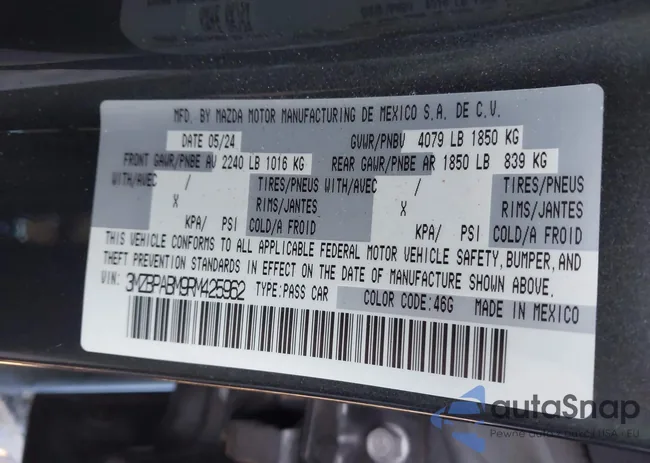 MFD. BY MAZDA MOTOR MANUFACTURING DE MEXICO S.A. DE C.V.
DATE 05/24 GVWR/PNBV 4079 LB 1850 KG
FRONT GAWR/PNBE AV 2240 LB 1016 KG REAR GAWR/PNBE AR 1850 LB 839 KG
WITH/AVEC / TIRES/PNEUS WITH/AVEC / TIRES/PNEUS
X RIMS/JANTES X RIMS/JANTES
KPA/ PSI COLD/A FROID KPA/ PSI COLD/A FROID
THIS VEHICLE CONFORMS TO ALL APPLICABLE FEDERAL MOTOR VEHICLE SAFETY, BUMPER, AND
THEFT PREVENTION STANDARDS IN EFFECT ON THE DATE OF MANUFACTURE SHOWN ABOVE.
VIN: 3MZBPABM9RM425962 TYPE:PASS CAR COLOR CODE:46G MADE IN MEXICO
autaSnap